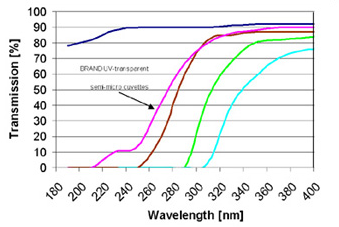 Transmission [%]
100
90
80
70
60
50
40
30
20
10
0
BRAND UV-transparent
semi-micro cuvettes
180 200 220 240 260 280 300 320 340 360 380 400
Wavelength [nm]